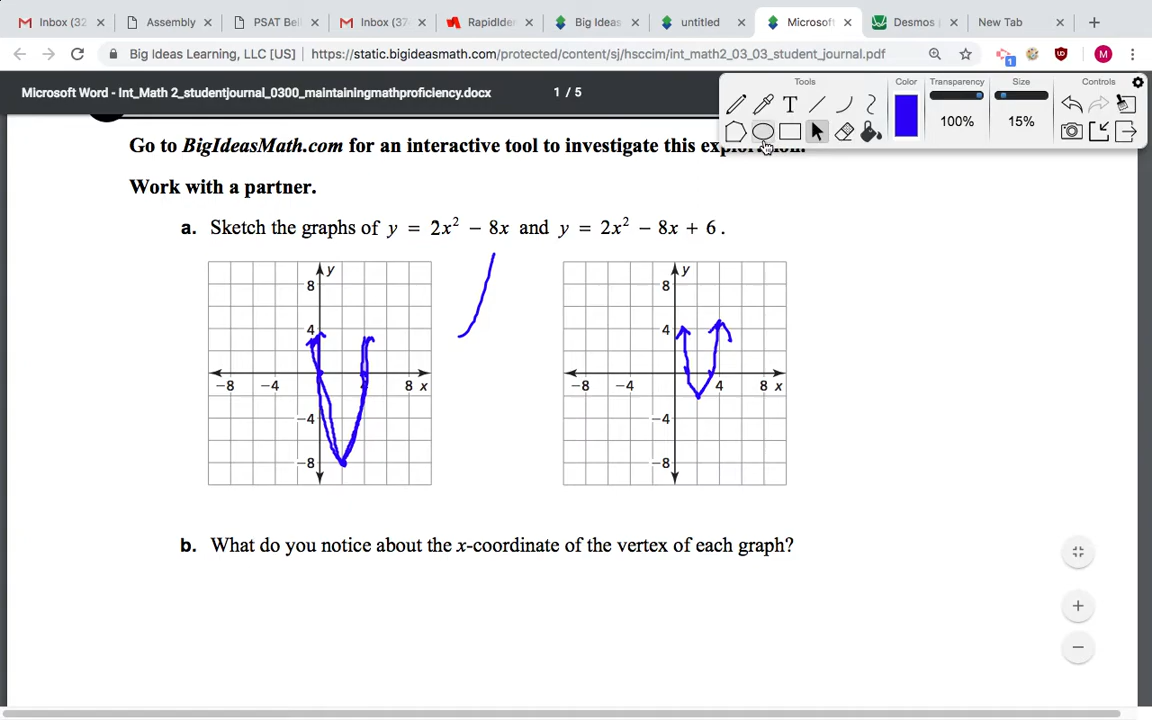 Inbox (32
Assembly
PSAT Bel
Inbox (37
RapidIder
Big Ideas
untitled
Microsof
Desmos
New Tab
Big Ideas Learning, LLC [US] | https://static.bigideasmath.com/protected/content/sj/hsccim/int_math2_03_03_student_journal.pdf
1
M
Microsoft Word - Int_Math 2_studentjournal_0300_maintainingmathproficiency.docx
1 / 5
Tools
Color
Transparency
Size
Controls
T
100%
15%
Go to BigIdeasMath.com for an interactive tool to investigate this exploration.
Work with a partner.
a. Sketch the graphs of y = 2x² − 8x and y = 2x² − 8x + 6.
y
8
4
−8 −4 8 x
−4
−8
y
8
4
−8 −4 4 8 x
−4
−8
b. What do you notice about the x-coordinate of the vertex of each graph?